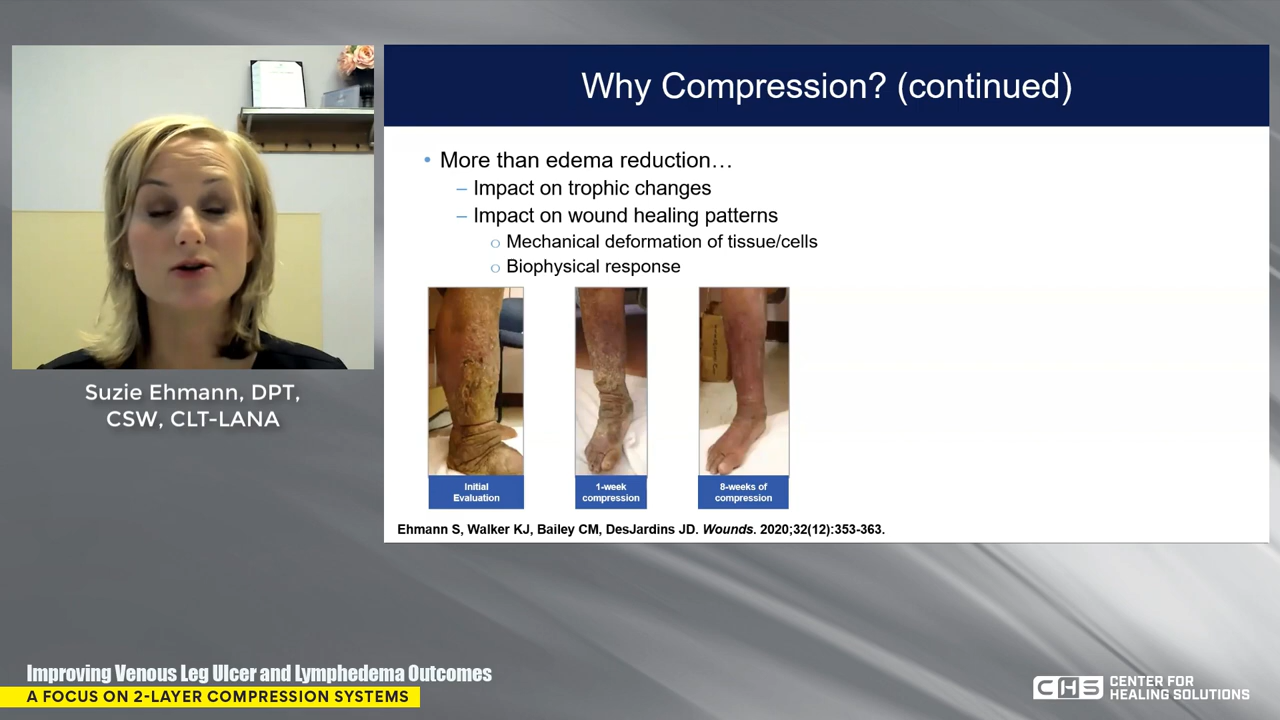 Why Compression? (continued)
• More than edema reduction…
– Impact on trophic changes
– Impact on wound healing patterns
○ Mechanical deformation of tissue/cells
○ Biophysical response
Initial
Evaluation
1-week
compression
8-weeks of
compression
Ehmann S, Walker KJ, Bailey CM, DesJardins JD. Wounds. 2020;32(12):353-363.
Suzie Ehmann, DPT,
CSW, CLT-LANA
Improving Venous Leg Ulcer and Lymphedema Outcomes
A FOCUS ON 2-LAYER COMPRESSION SYSTEMS
CHS CENTER FOR
HEALING SOLUTIONS